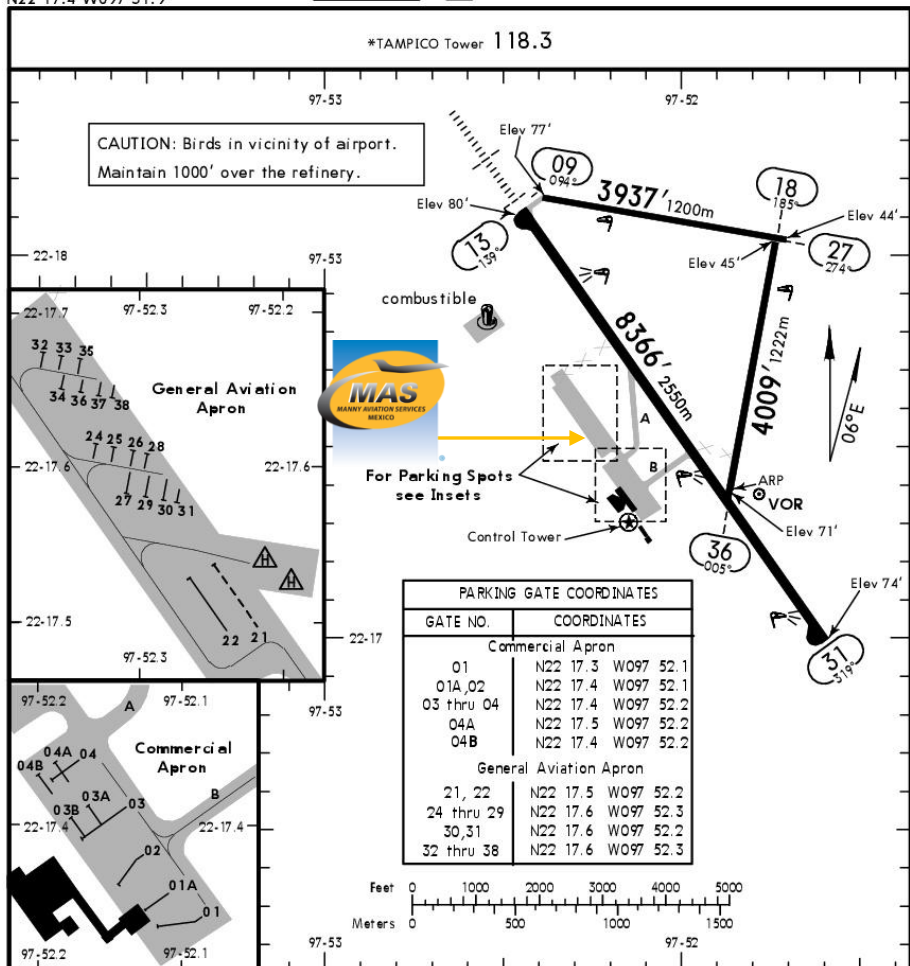 N22 17.4 W097 51.9
*TAMPICO Tower 118.3
97-53
97-52
CAUTION: Birds in vicinity of airport.
Maintain 1000' over the refinery.
Elev 77'
09
094°
3937' 1200m
18
185°
Elev 80'
Elev 44'
13
139°
Elev 45'
27
274°
22-18
97-53
combustible
8366' 2550m
4009' 1222m
06°E
MAS
MANNY AVIATION SERVICES
MEXICO
A
B
For Parking Spots
see Insets
ARP
VOR
Control Tower
Elev 71'
36
005°
Elev 74'
31
319°
22-17
97-53
22-17.7
97-52.3
97-52.2
32 33 35
34 36 37 38
General Aviation
Apron
24 25 26 28
22-17.6
22-17.6
27 29 30 31
H
H
22-17.5
22 21
97-52.3
97-52.2
97-52.1
A
Commercial
Apron
04A 04
04B
03A 03
03B
B
22-17.4
22-17.4
02
01A
01
97-52.2
97-52.1
PARKING GATE COORDINATES
GATE NO. COORDINATES
Commercial Apron
01 N22 17.3 W097 52.1
01A,02 N22 17.4 W097 52.1
03 thru 04 N22 17.4 W097 52.2
04A N22 17.5 W097 52.2
04B N22 17.4 W097 52.2
General Aviation Apron
21, 22 N22 17.5 W097 52.2
24 thru 29 N22 17.6 W097 52.3
30,31 N22 17.6 W097 52.2
32 thru 38 N22 17.6 W097 52.3
Feet 0 1000 2000 3000 4000 5000
Meters 0 500 1000 1500
97-53
97-52